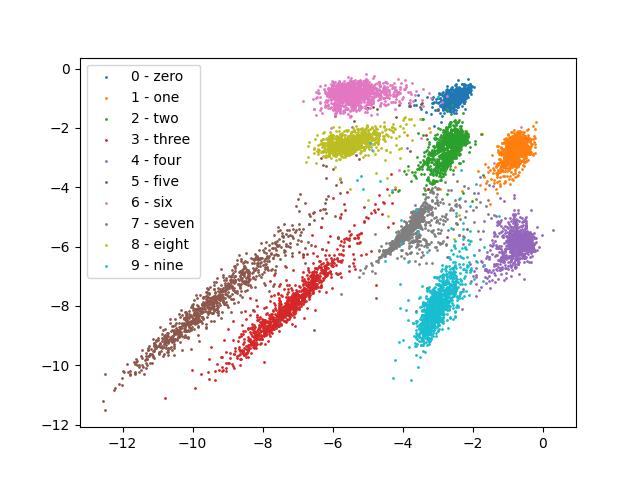 0 - zero
1 - one
2 - two
3 - three
4 - four
5 - five
6 - six
7 - seven
8 - eight
9 - nine
0
−2
−4
−6
−8
−10
−12
−12
−10
−8
−6
−4
−2
0